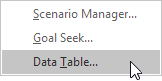 Scenario Manager...
Goal Seek...
Data Table...